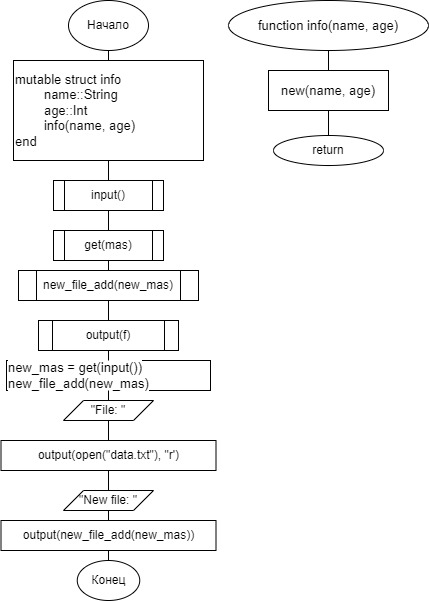 Начало
mutable struct info
name::String
age::Int
info(name, age)
end
input()
get(mas)
new_file_add(new_mas)
output(f)
new_mas = get(input())
new_file_add(new_mas)
"File: "
output(open("data.txt"), "r')
"New file: "
output(new_file_add(new_mas))
Конец
function info(name, age)
new(name, age)
return